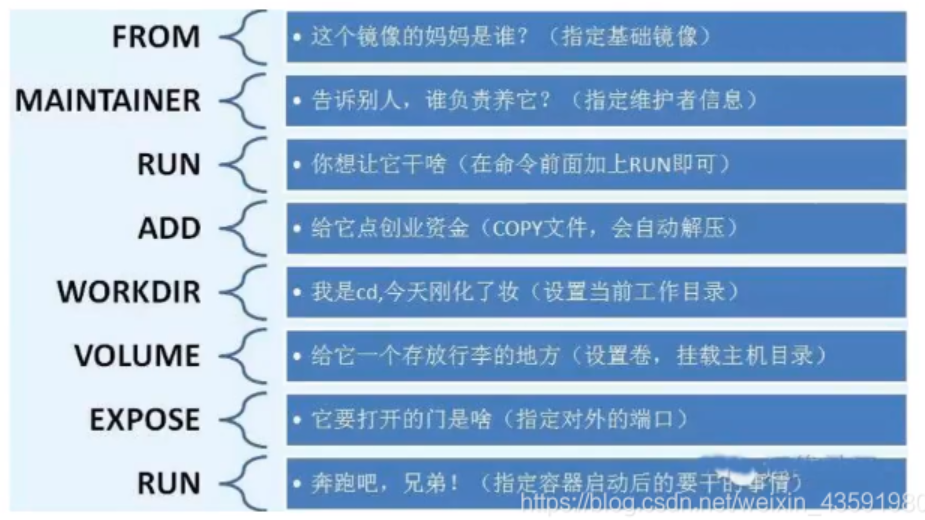 FROM
• 这个镜像的妈妈是谁？（指定基础镜像）
MAINTAINER
• 告诉别人，谁负责养它？（指定维护者信息）
RUN
• 你想让它干啥（在命令前面加上RUN即可）
ADD
• 给它点创业资金（COPY文件，会自动解压）
WORKDIR
• 我是cd,今天刚化了妆（设置当前工作目录）
VOLUME
• 给它一个存放行李的地方（设置卷，挂载主机目录）
EXPOSE
• 它要打开的门是啥（指定对外的端口）
RUN
• 奔跑吧，兄弟！（指定容器启动后的要干的事情）
https://blog.csdn.net/weixin_43591980